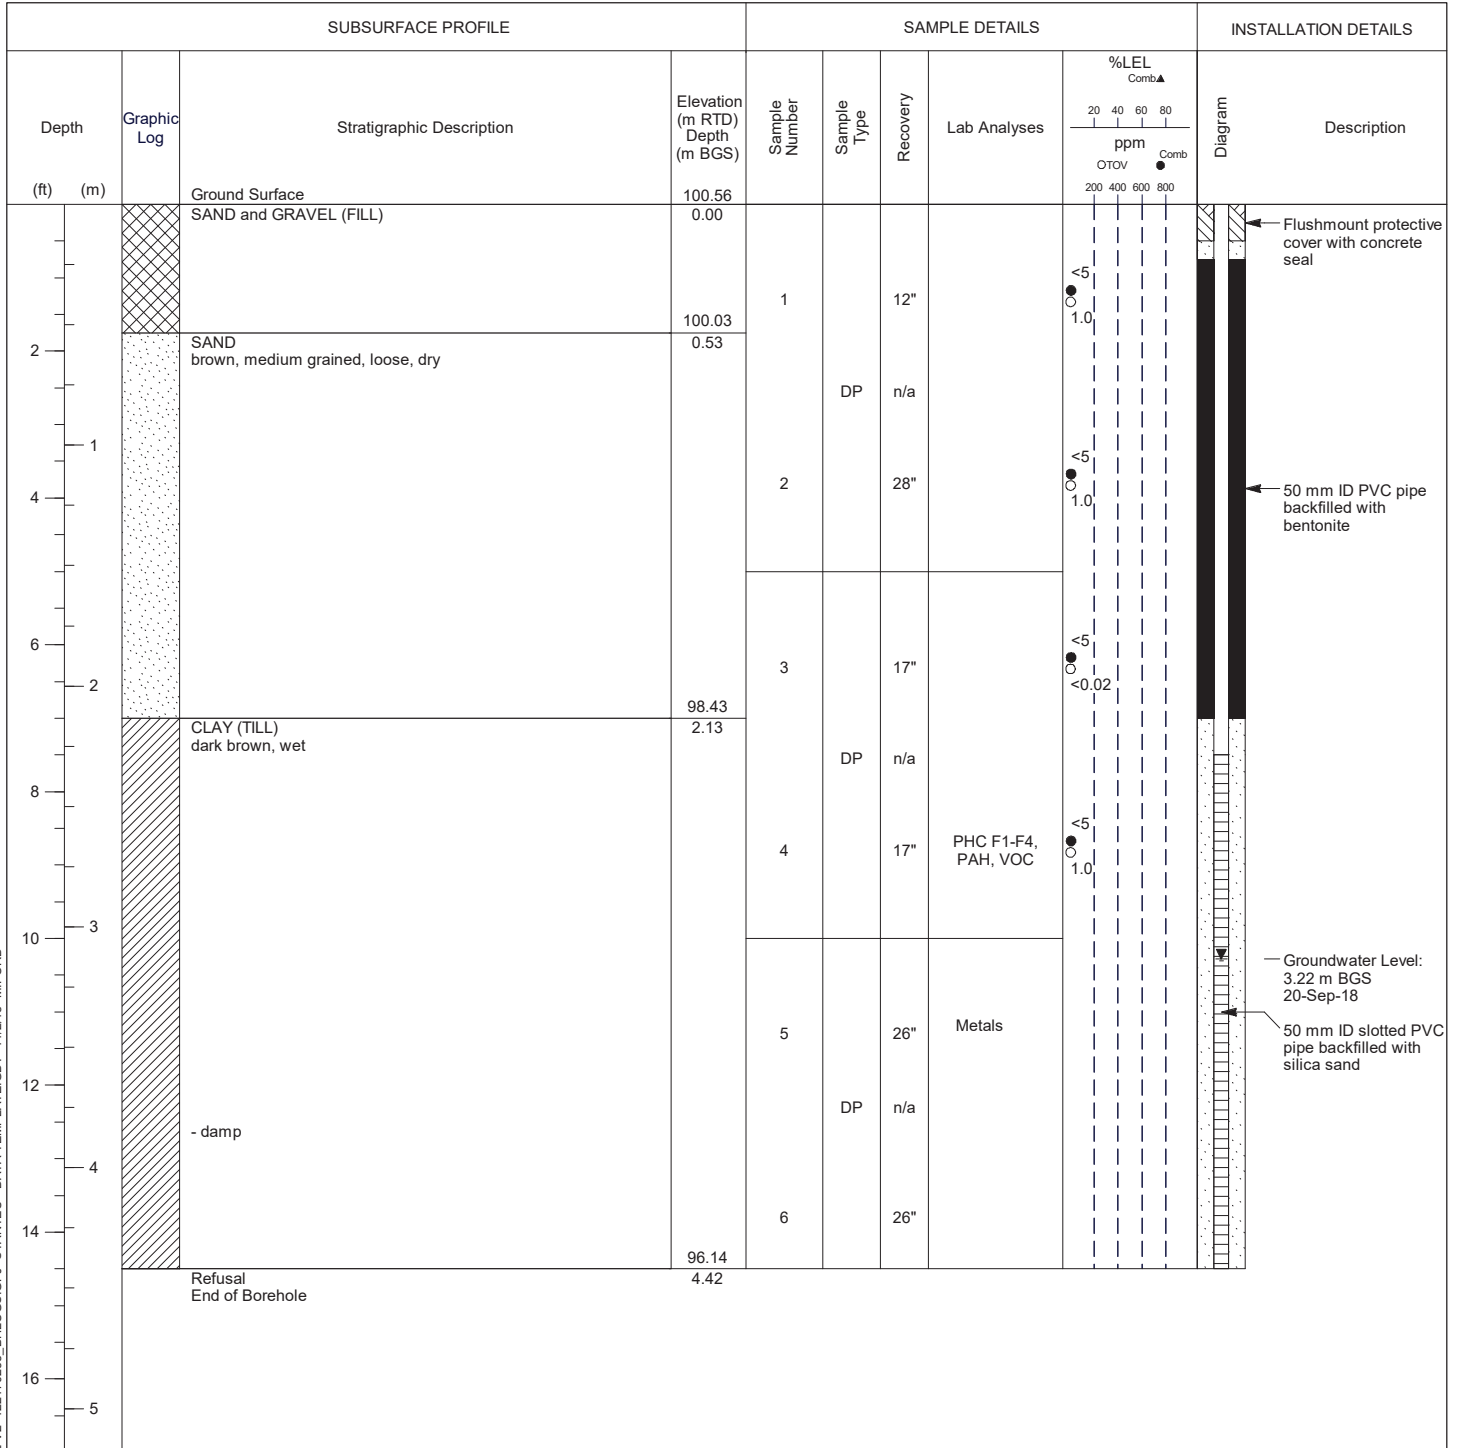 SUBSURFACE PROFILE
SAMPLE DETAILS
INSTALLATION DETAILS
Depth
(ft)
(m)
Graphic
Log
Stratigraphic Description
Elevation
(m RTD)
Depth
(m BGS)
Sample
Number
Sample
Type
Recovery
Lab Analyses
%LEL
Comb▲
20 40 60 80
ppm
Comb
OTOV ●
200 400 600 800
Diagram
Description
Ground Surface
100.56
SAND and GRAVEL (FILL)
0.00
Flushmount protective
cover with concrete
seal
<5
1
12"
1.0
100.03
SAND
0.53
brown, medium grained, loose, dry
2
DP
n/a
1
<5
2
28"
1.0
4
50 mm ID PVC pipe
backfilled with
bentonite
6
<5
3
17"
<0.02
2
98.43
CLAY (TILL)
2.13
dark brown, wet
DP
n/a
8
<5
4
17"
PHC F1-F4,
PAH, VOC
1.0
3
10
Groundwater Level:
3.22 m BGS
20-Sep-18
5
26"
Metals
50 mm ID slotted PVC
pipe backfilled with
silica sand
12
DP
n/a
- damp
4
6
26"
14
96.14
Refusal
4.42
End of Borehole
16
5